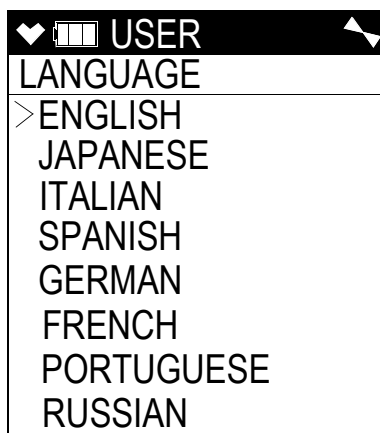 USER
LANGUAGE
>ENGLISH
JAPANESE
ITALIAN
SPANISH
GERMAN
FRENCH
PORTUGUESE
RUSSIAN